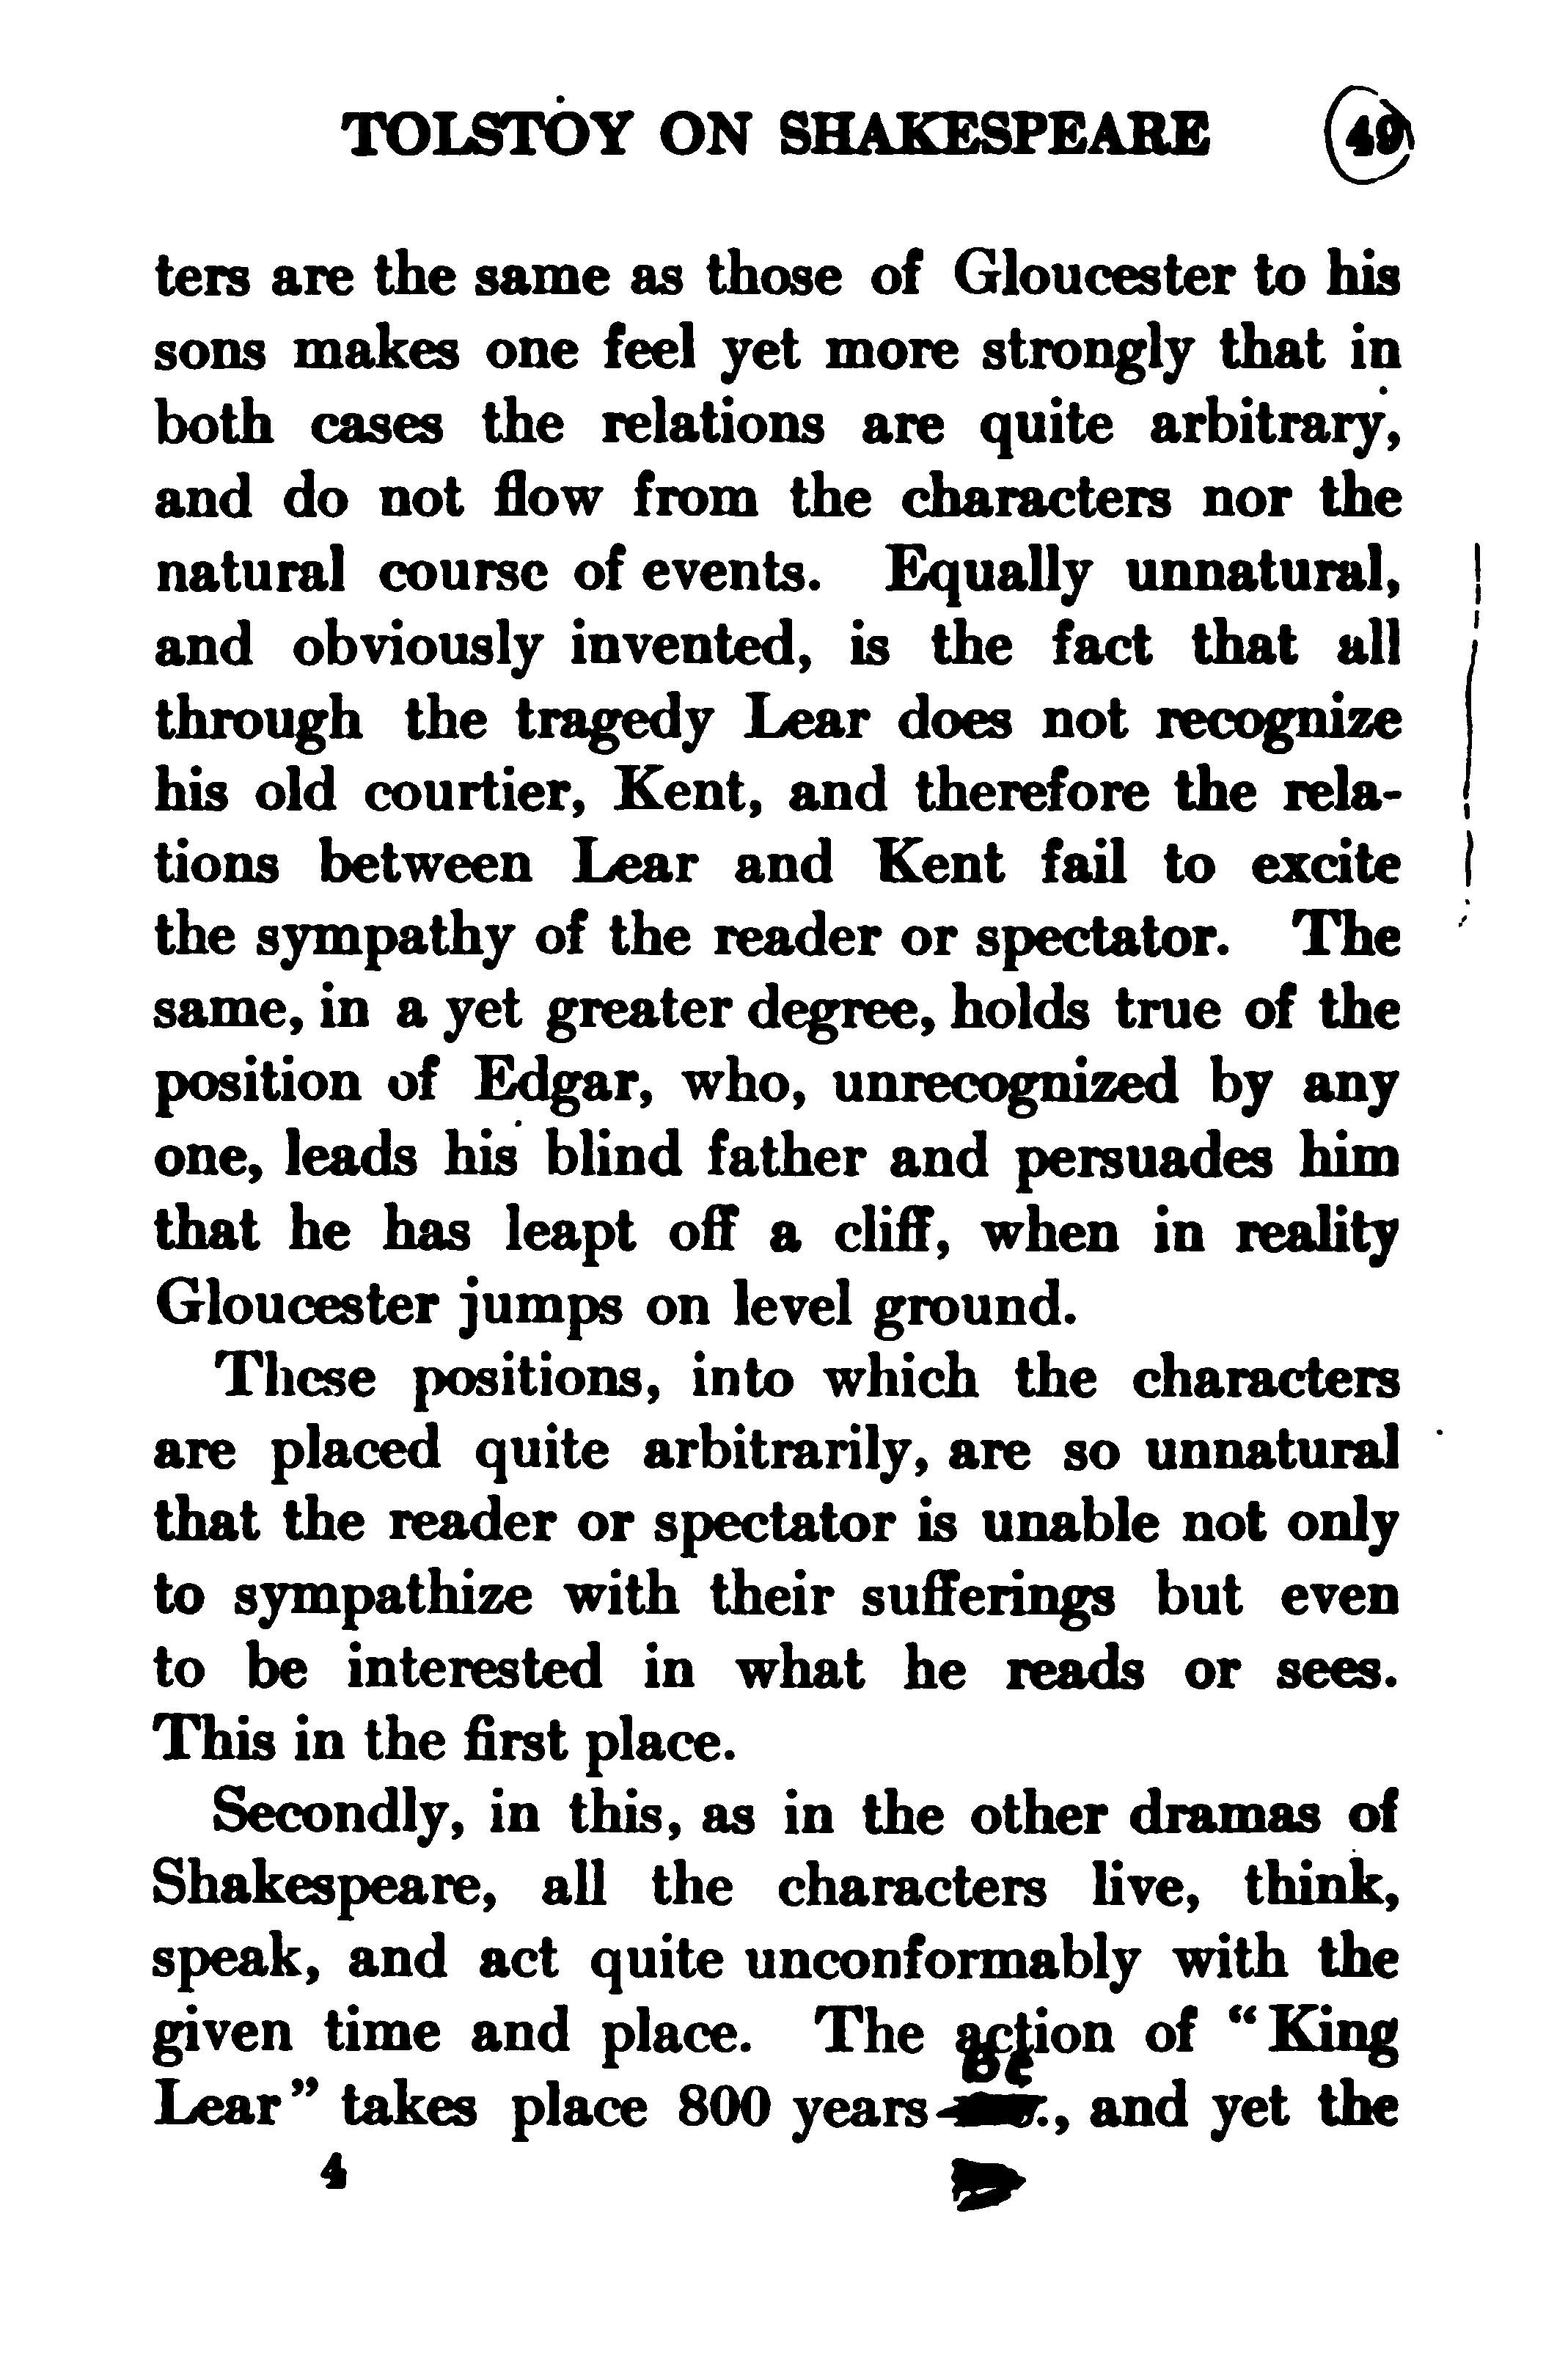 TOLSTOY ON SHAKESPEARE 49
ters are the same as those of Gloucester to his
sons makes one feel yet more strongly that in
both cases the relations are quite arbitrary,
and do not flow from the characters nor the
natural course of events. Equally unnatural,
and obviously invented, is the fact that all
through the tragedy Lear does not recognize
his old courtier, Kent, and therefore the rela-
tions between Lear and Kent fail to excite
the sympathy of the reader or spectator. The
same, in a yet greater degree, holds true of the
position of Edgar, who, unrecognized by any
one, leads his blind father and persuades him
that he has leapt off a cliff, when in reality
Gloucester jumps on level ground.
These positions, into which the characters
are placed quite arbitrarily, are so unnatural
that the reader or spectator is unable not only
to sympathize with their sufferings but even
to be interested in what he reads or sees.
This in the first place.
Secondly, in this, as in the other dramas of
Shakespeare, all the characters live, think,
speak, and act quite unconformably with the
given time and place. The action of "King
BC
Lear" takes place 800 years ., and yet the
4